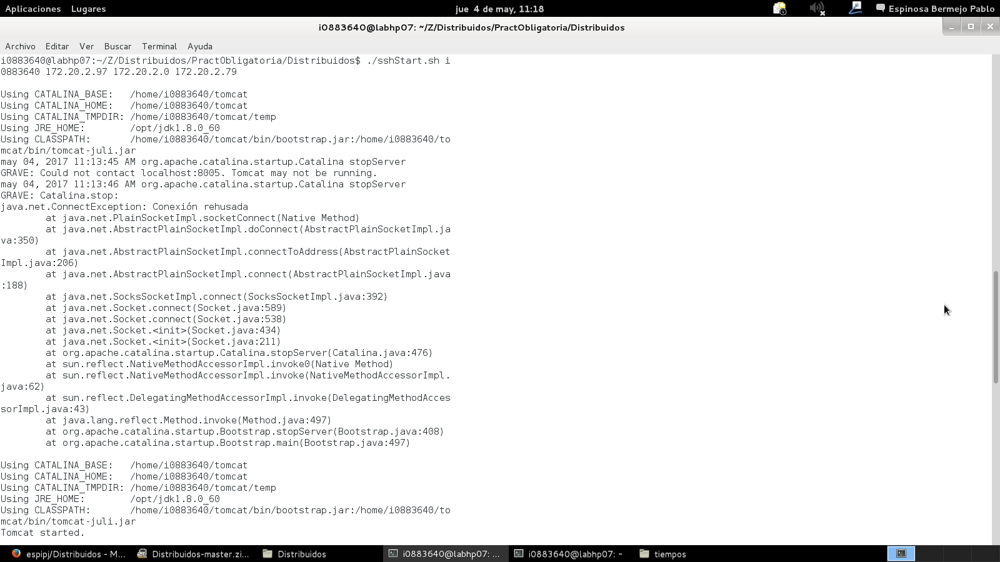 Aplicaciones Lugares jue 4 de may, 11:18 1 Espinosa Bermejo Pablo
i0883640@labhp07: ~/Z/Distribuidos/PractObligatoria/Distribuidos
Archivo Editar Ver Buscar Terminal Ayuda
i0883640@labhp07:~/Z/Distribuidos/PractObligatoria/Distribuidos$ ./sshStart.sh i
0883640 172.20.2.97 172.20.2.0 172.20.2.79
Using CATALINA_BASE:   /home/i0883640/tomcat
Using CATALINA_HOME:   /home/i0883640/tomcat
Using CATALINA_TMPDIR: /home/i0883640/tomcat/temp
Using JRE_HOME:        /opt/jdk1.8.0_60
Using CLASSPATH:       /home/i0883640/tomcat/bin/bootstrap.jar:/home/i0883640/to
mcat/bin/tomcat-juli.jar
may 04, 2017 11:13:45 AM org.apache.catalina.startup.Catalina stopServer
GRAVE: Could not contact localhost:8005. Tomcat may not be running.
may 04, 2017 11:13:46 AM org.apache.catalina.startup.Catalina stopServer
GRAVE: Catalina.stop:
java.net.ConnectException: Conexión rehusada
at java.net.PlainSocketImpl.socketConnect(Native Method)
at java.net.AbstractPlainSocketImpl.doConnect(AbstractPlainSocketImpl.ja
va:350)
at java.net.AbstractPlainSocketImpl.connectToAddress(AbstractPlainSocket
Impl.java:206)
at java.net.AbstractPlainSocketImpl.connect(AbstractPlainSocketImpl.java
:188)
at java.net.SocksSocketImpl.connect(SocksSocketImpl.java:392)
at java.net.Socket.connect(Socket.java:589)
at java.net.Socket.connect(Socket.java:538)
at java.net.Socket.<init>(Socket.java:434)
at java.net.Socket.<init>(Socket.java:211)
at org.apache.catalina.startup.Catalina.stopServer(Catalina.java:476)
at sun.reflect.NativeMethodAccessorImpl.invoke0(Native Method)
at sun.reflect.NativeMethodAccessorImpl.invoke(NativeMethodAccessorImpl.
java:62)
at sun.reflect.DelegatingMethodAccessorImpl.invoke(DelegatingMethodAcces
sorImpl.java:43)
at java.lang.reflect.Method.invoke(Method.java:497)
at org.apache.catalina.startup.Bootstrap.stopServer(Bootstrap.java:408)
at org.apache.catalina.startup.Bootstrap.main(Bootstrap.java:497)
Using CATALINA_BASE:   /home/i0883640/tomcat
Using CATALINA_HOME:   /home/i0883640/tomcat
Using CATALINA_TMPDIR: /home/i0883640/tomcat/temp
Using JRE_HOME:        /opt/jdk1.8.0_60
Using CLASSPATH:       /home/i0883640/tomcat/bin/bootstrap.jar:/home/i0883640/to
mcat/bin/tomcat-juli.jar
Tomcat started.
espipj/Distribuidos - M... Distribuidos-master.zi... Distribuidos i0883640@labhp07: ... i0883640@labhp07: ~ tiempos